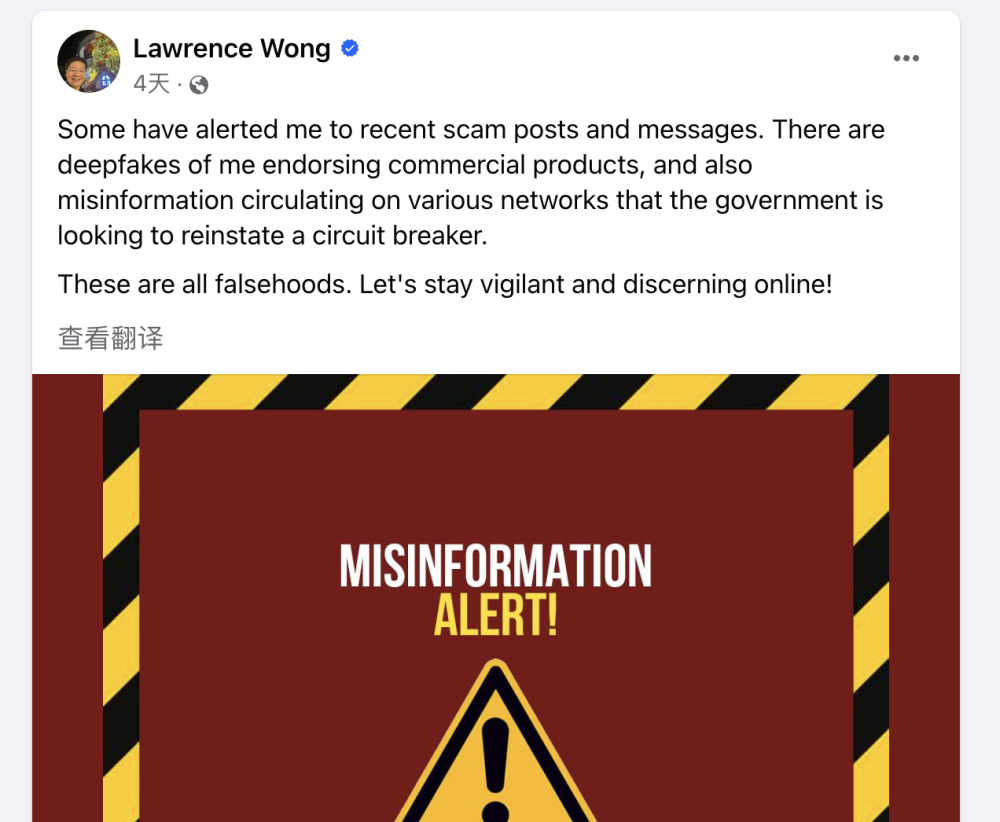 Lawrence Wong
4天 ·
Some have alerted me to recent scam posts and messages. There are
deepfakes of me endorsing commercial products, and also
misinformation circulating on various networks that the government is
looking to reinstate a circuit breaker.
These are all falsehoods. Let's stay vigilant and discerning online!
查看翻译
MISINFORMATION
ALERT!